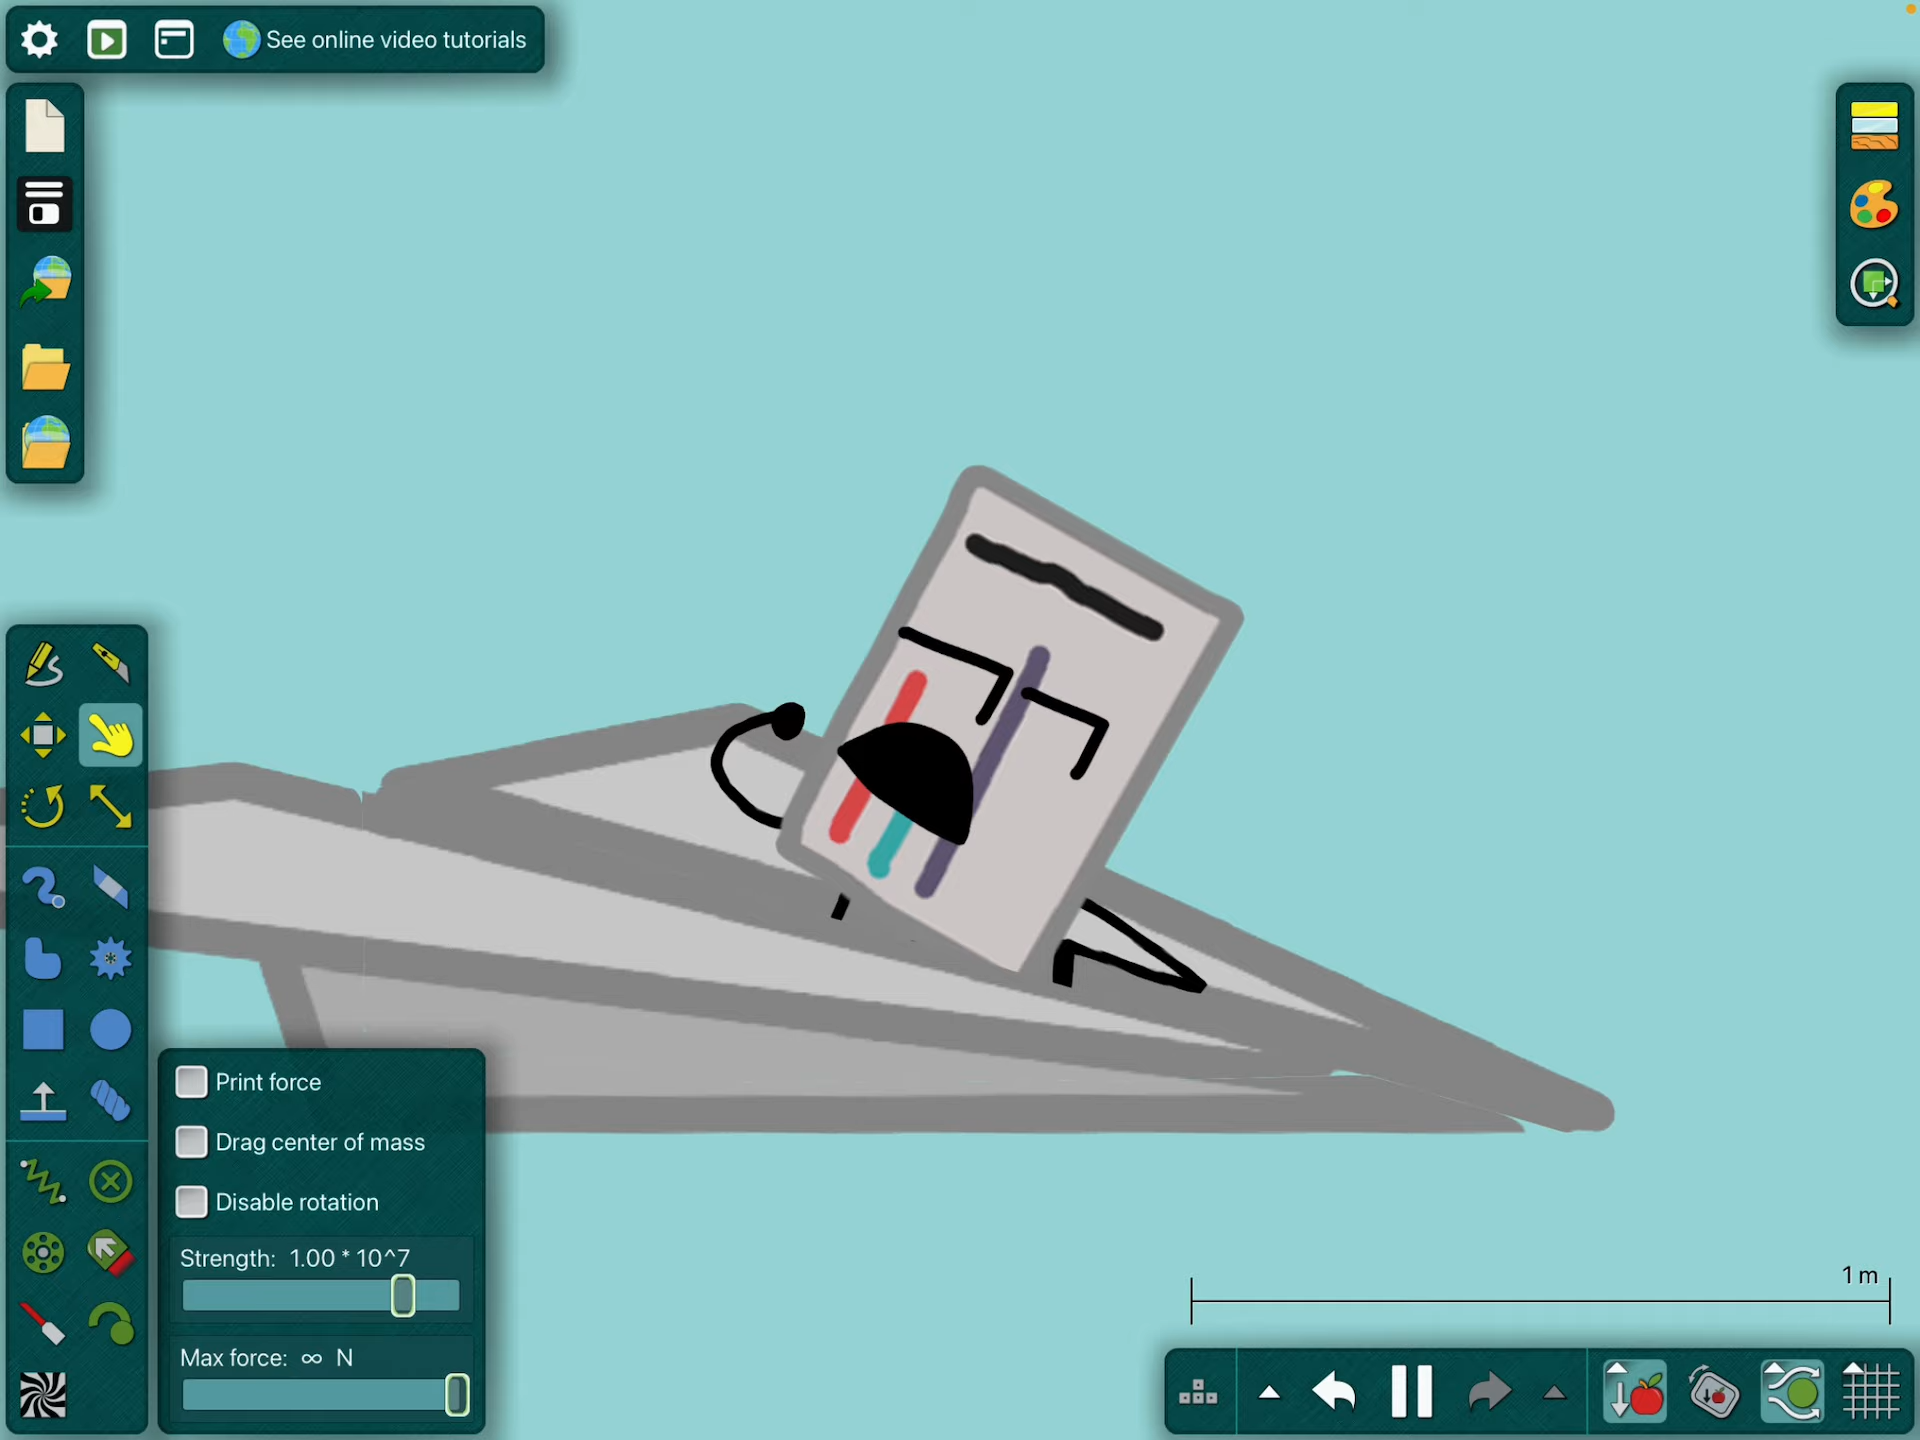 See online video tutorials
Print force
Drag center of mass
Disable rotation
Strength: 1.00 * 10^7
Max force: ∞ N
1 m